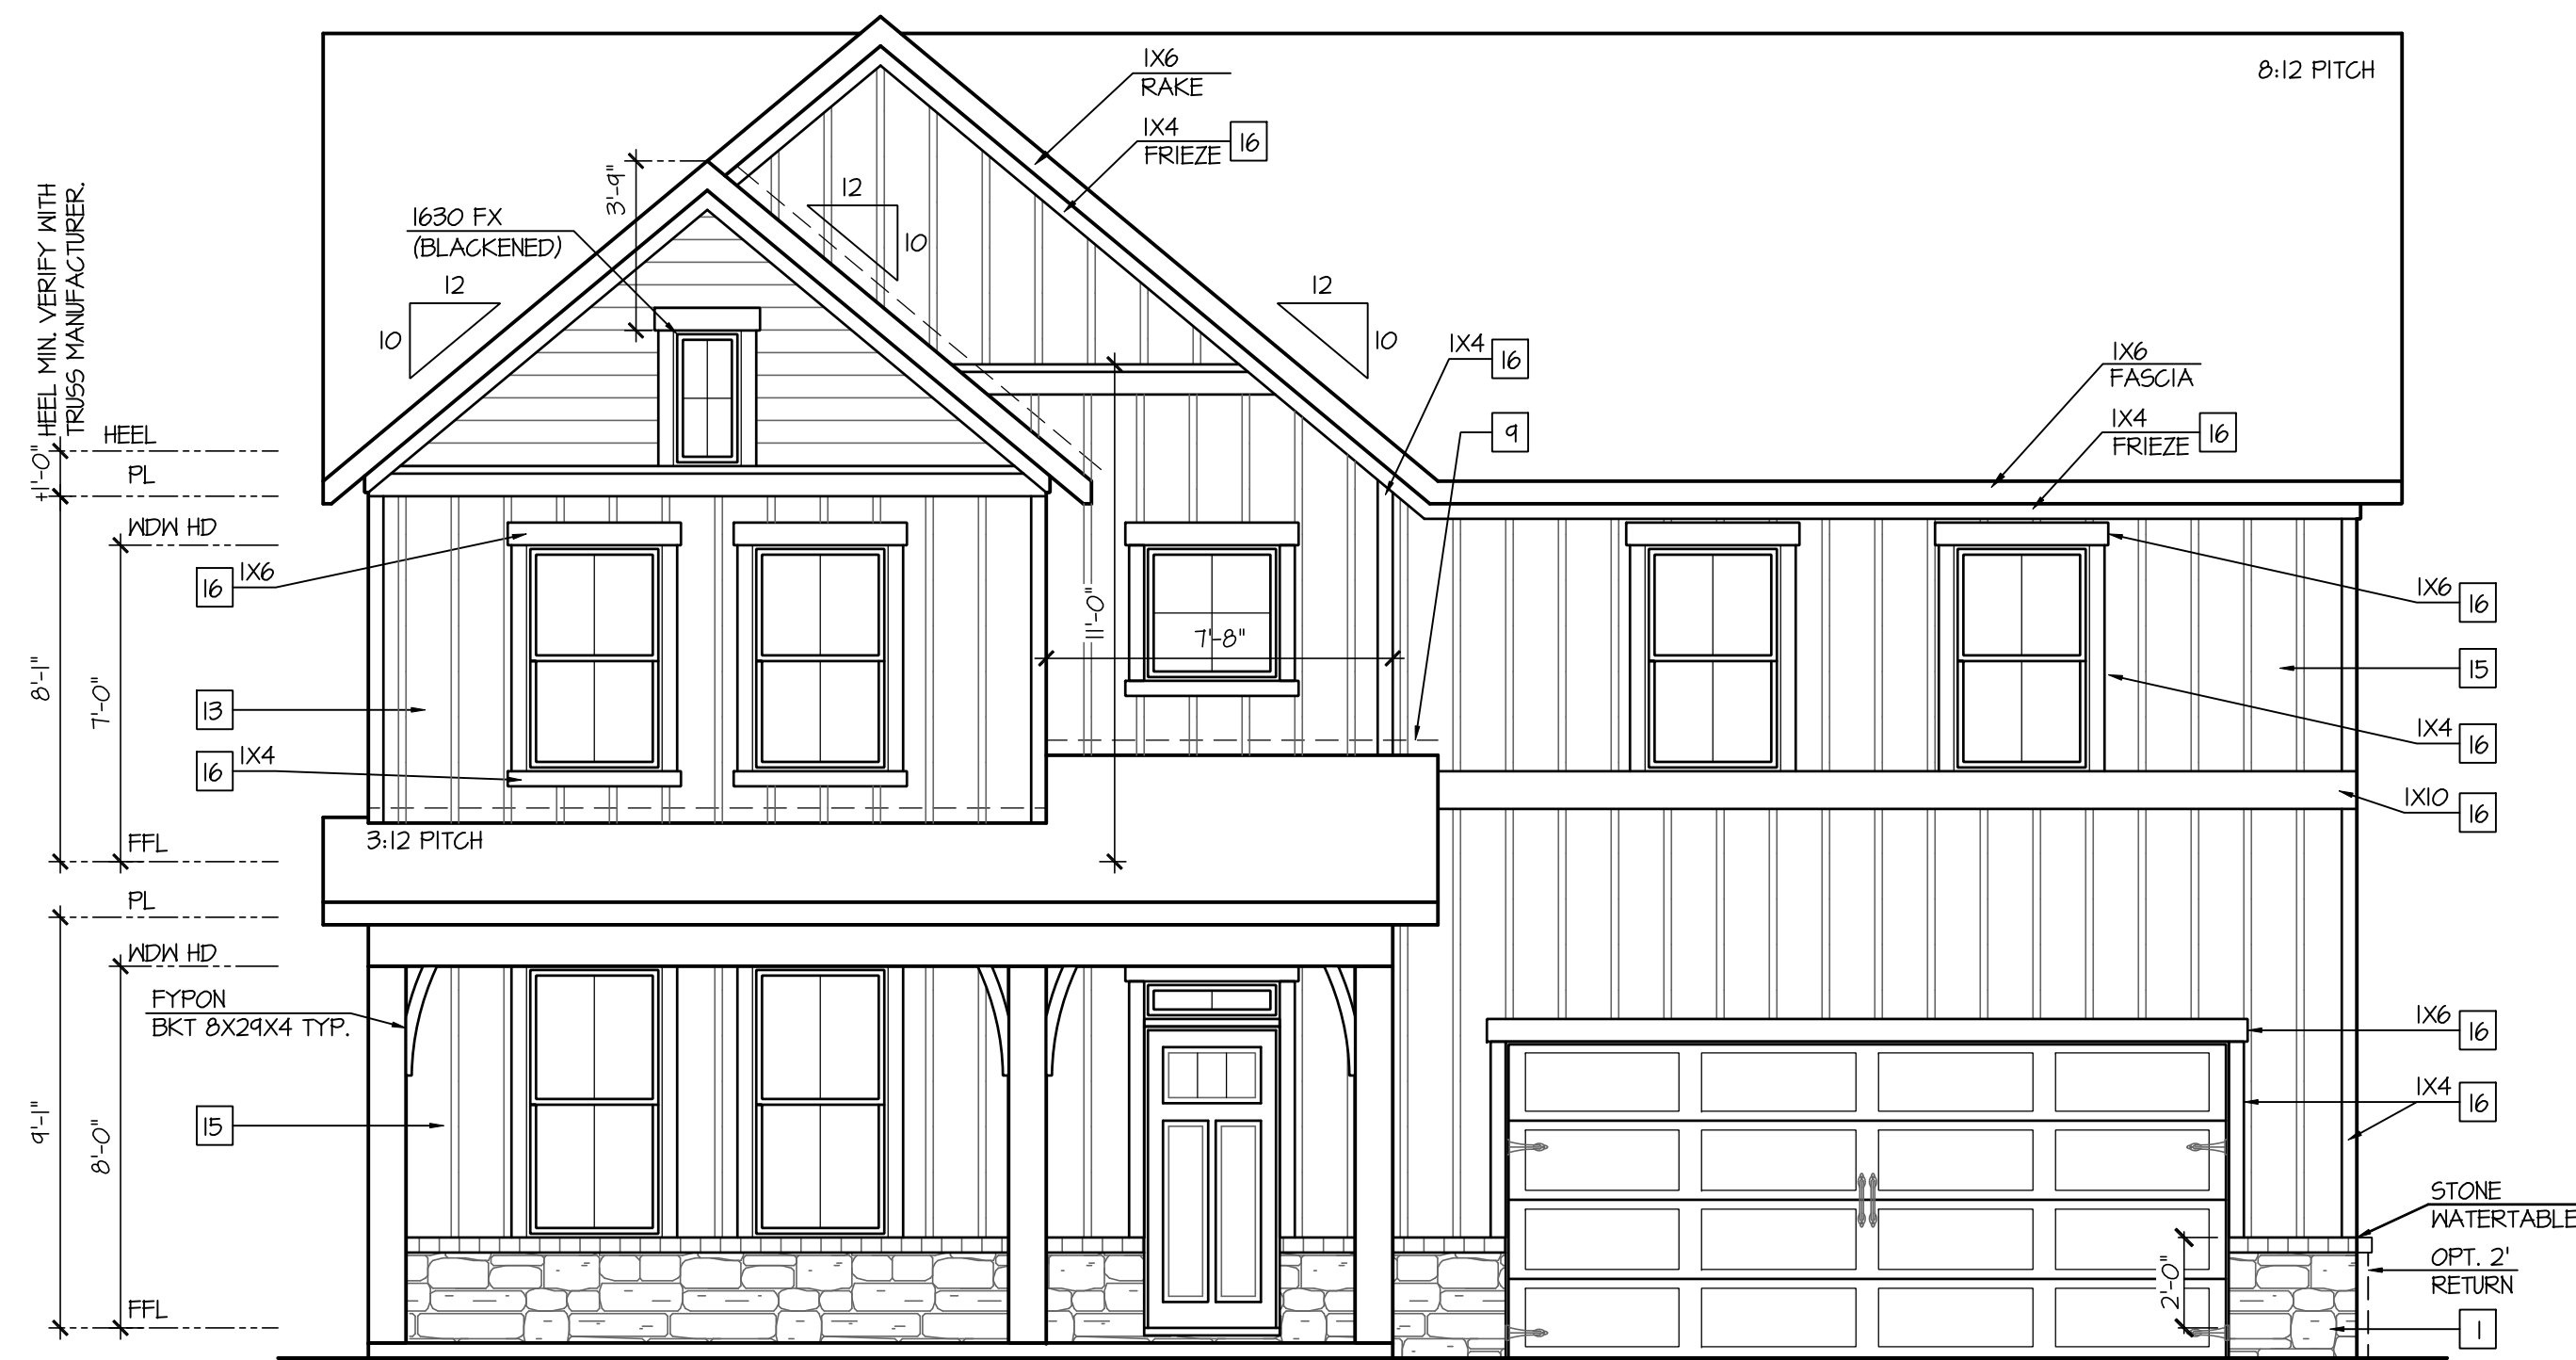 8:12 PITCH
1X6
RAKE
1X4
FRIEZE 16
12
10
3'-9"
1630 FX
(BLACKENED)
12
10
12
10
+1'-0" HEEL MIN. VERIFY WITH
TRUSS MANUFACTURER.
HEEL
PL
WDW HD
1X4 16
9
1X6
FASCIA
1X4
FRIEZE 16
16 1X6
13
16 1X4
8'-1"
7'-0"
11'-0"
7'-8"
1X6 16
15
1X4 16
1X10 16
3:12 PITCH
FFL
PL
WDW HD
FYPON
BKT 8X29X4 TYP.
15
9'-1"
8'-0"
FFL
1X6 16
1X4 16
STONE
WATERTABLE
OPT. 2'
RETURN
2'-0"
1